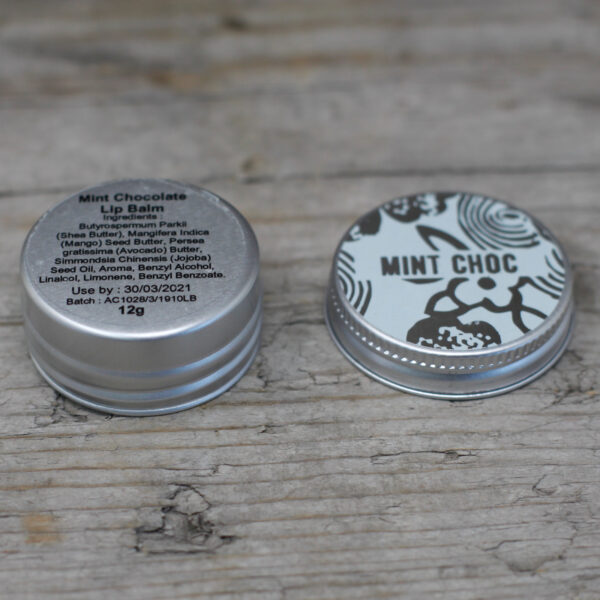 Mint Chocolate
Lip Balm
Ingredients :
Butyrospermum Parkii
(Shea Butter), Mangifera Indica
(Mango) Seed Butter, Persea
gratissima (Avocado) Butter,
Simmondsia Chinensis (Jojoba)
Seed Oil, Aroma, Benzyl Alcohol,
Linalool, Limonene, Benzyl Benzoate.
Use by : 30/03/2021
Batch : AC1028/3/1910LB
12g
MINT CHOC